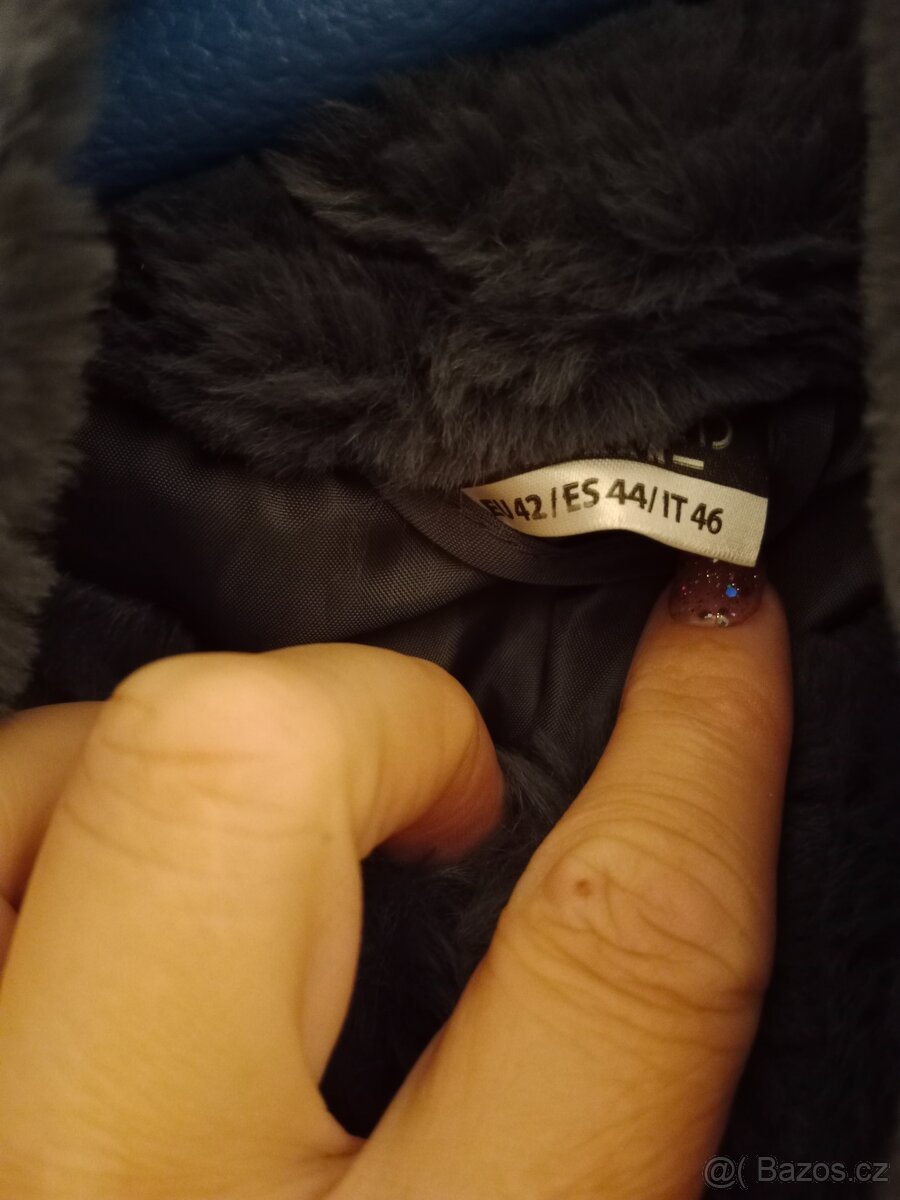 EU 42 / ES 44 / IT 46
@( Bazos.cz